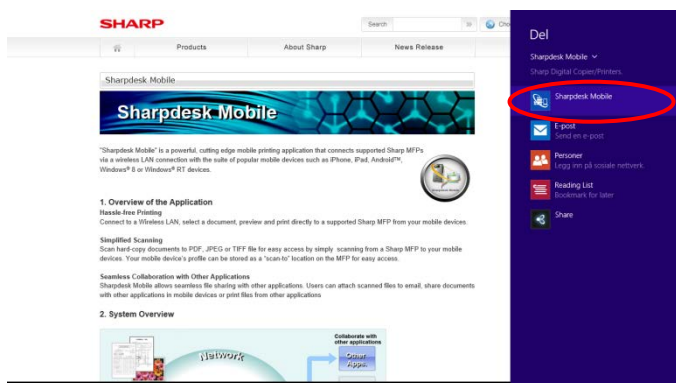 SHARP
Search
Cho
Products
About Sharp
News Release
Sharpdesk Mobile
Sharpdesk Mobile
"Sharpdesk Mobile" is a powerful, cutting edge mobile printing application that connects supported Sharp MFPs
via a wireless LAN connection with the suite of popular mobile devices such as iPhone, iPad, Android™,
Windows® 8 or Windows® RT devices.
1. Overview of the Application
Hassle-free Printing
Connect to a Wireless LAN, select a document, preview and print directly to a supported Sharp MFP from your mobile devices.
Simplified Scanning
Scan hard-copy documents to PDF, JPEG or TIFF file for easy access by simply scanning from a Sharp MFP to your mobile
devices. Your mobile device's profile can be stored as a "scan-to" location on the MFP for easy access.
Seamless Collaboration with Other Applications
Sharpdesk Mobile allows seamless file sharing with other applications. Users can attach scanned files to email, share documents
with other applications in mobile devices or print files from other applications
2. System Overview
Network
Collaborate with
other applications
Other
Apps.
Del
Sharpdesk Mobile
Sharp Digital Copier/Printers.
Sharpdesk Mobile
E-post
Send en e-post
Personer
Legg inn på sosiale nettverk
Reading List
Bookmark for later
Share